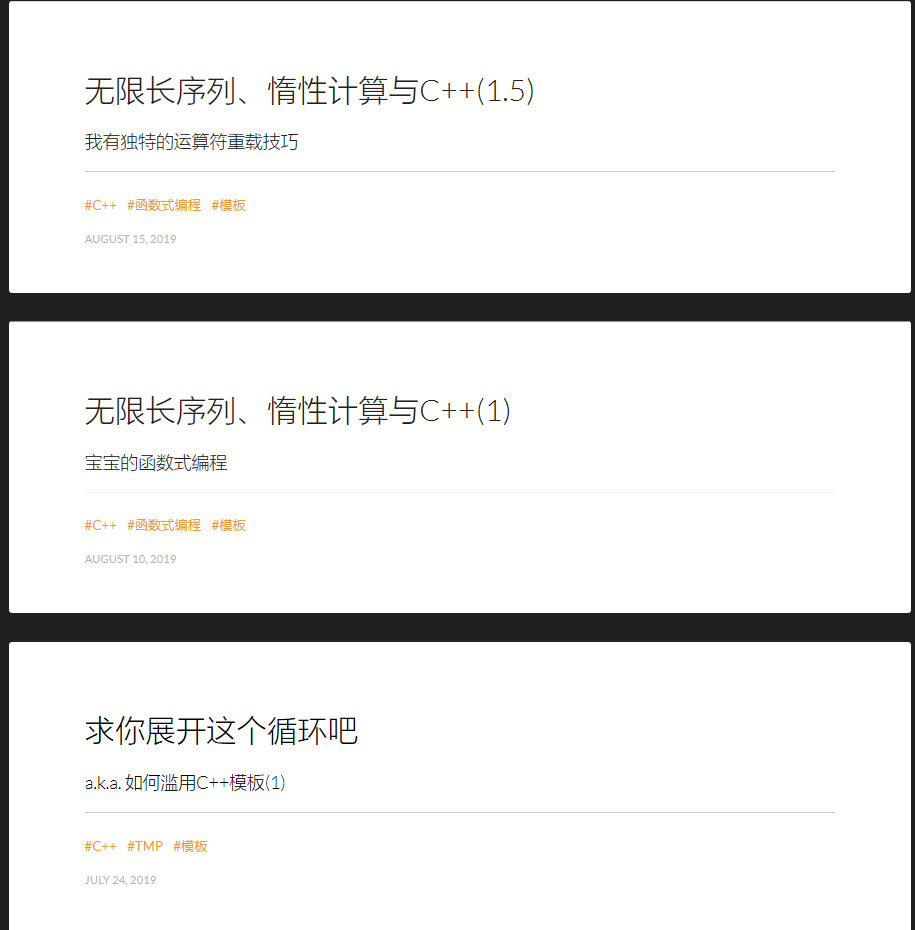 无限长序列、惰性计算与C++(1.5)
我有独特的运算符重载技巧
#C++ #函数式编程 #模板
AUGUST 15, 2019
无限长序列、惰性计算与C++(1)
宝宝的函数式编程
#C++ #函数式编程 #模板
AUGUST 10, 2019
求你展开这个循环吧
a.k.a. 如何滥用C++模板(1)
#C++ #TMP #模板
JULY 24, 2019